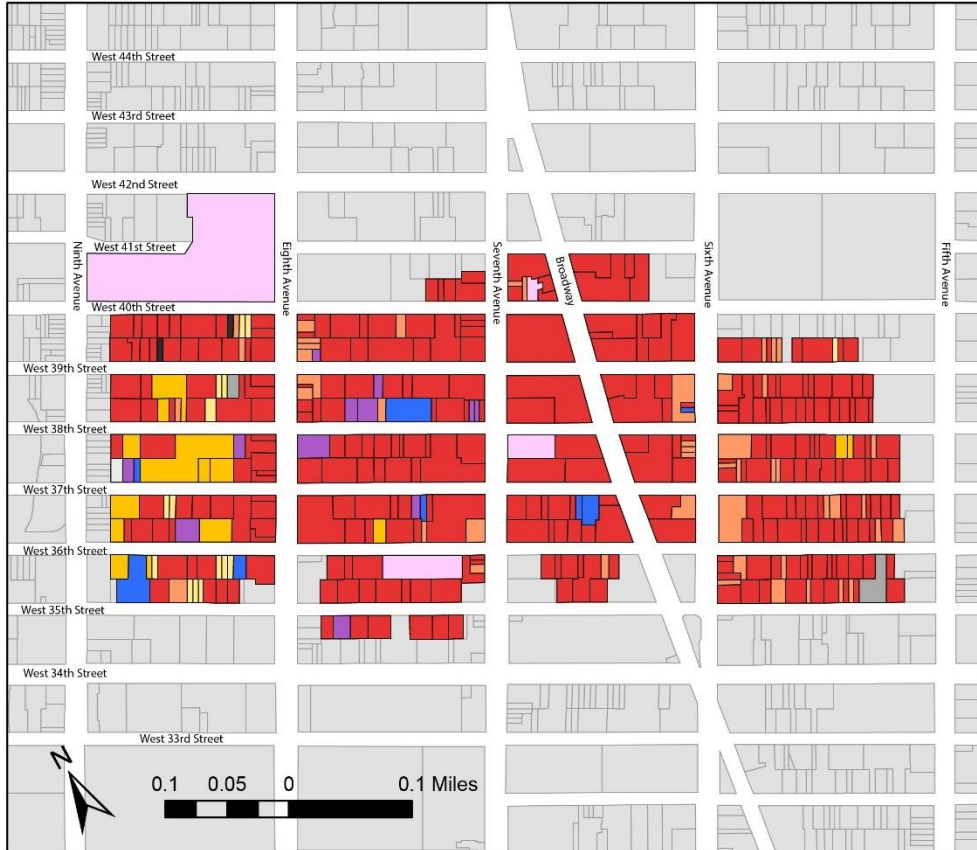 West 44th Street
West 43rd Street
West 42nd Street
West 41st Street
Ninth Avenue
Eighth Avenue
Seventh Avenue
Broadway
Sixth Avenue
Fifth Avenue
West 40th Street
West 39th Street
West 38th Street
West 37th Street
West 36th Street
West 35th Street
West 34th Street
West 33rd Street
N
0.1 0.05 0 0.1 Miles